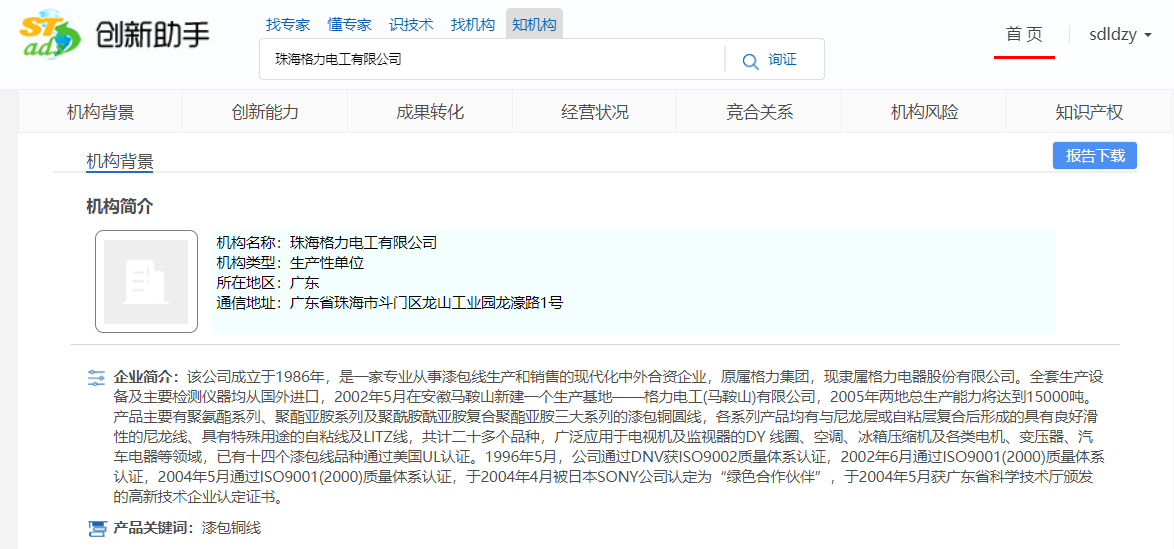 ST ads 创新助手
找专家 懂专家 识技术 找机构 知机构
珠海格力电工有限公司 询证
首 页 sdldzy
机构背景 创新能力 成果转化 经营状况 竞合关系 机构风险 知识产权
机构背景
报告下载
机构简介
机构名称：珠海格力电工有限公司
机构类型：生产性单位
所在地区：广东
通信地址：广东省珠海市斗门区龙山工业园龙濠路1号
企业简介：该公司成立于1986年，是一家专业从事漆包线生产和销售的现代化中外合资企业，原属格力集团，现隶属格力电器股份有限公司。全套生产设
备及主要检测仪器均从国外进口，2002年5月在安徽马鞍山新建一个生产基地——格力电工(马鞍山)有限公司，2005年两地总生产能力将达到15000吨。
产品主要有聚氨酯系列、聚酯亚胺系列及聚酰胺酰亚胺复合聚酯亚胺三大系列的漆包铜圆线，各系列产品均有与尼龙层或自粘层复合后形成的具有良好滑
性的尼龙线、具有特殊用途的自粘线及LITZ线，共计二十多个品种，广泛应用于电视机及监视器的DY 线圈、空调、冰箱压缩机及各类电机、变压器、汽
车电器等领域，已有十四个漆包线品种通过美国UL认证。1996年5月，公司通过DNV获ISO9002质量体系认证，2002年6月通过ISO9001(2000)质量体系
认证，2004年5月通过ISO9001(2000)质量体系认证，于2004年4月被日本SONY公司认定为“绿色合作伙伴”，于2004年5月获广东省科学技术厅颁发
的高新技术企业认定证书。
产品关键词：漆包铜线